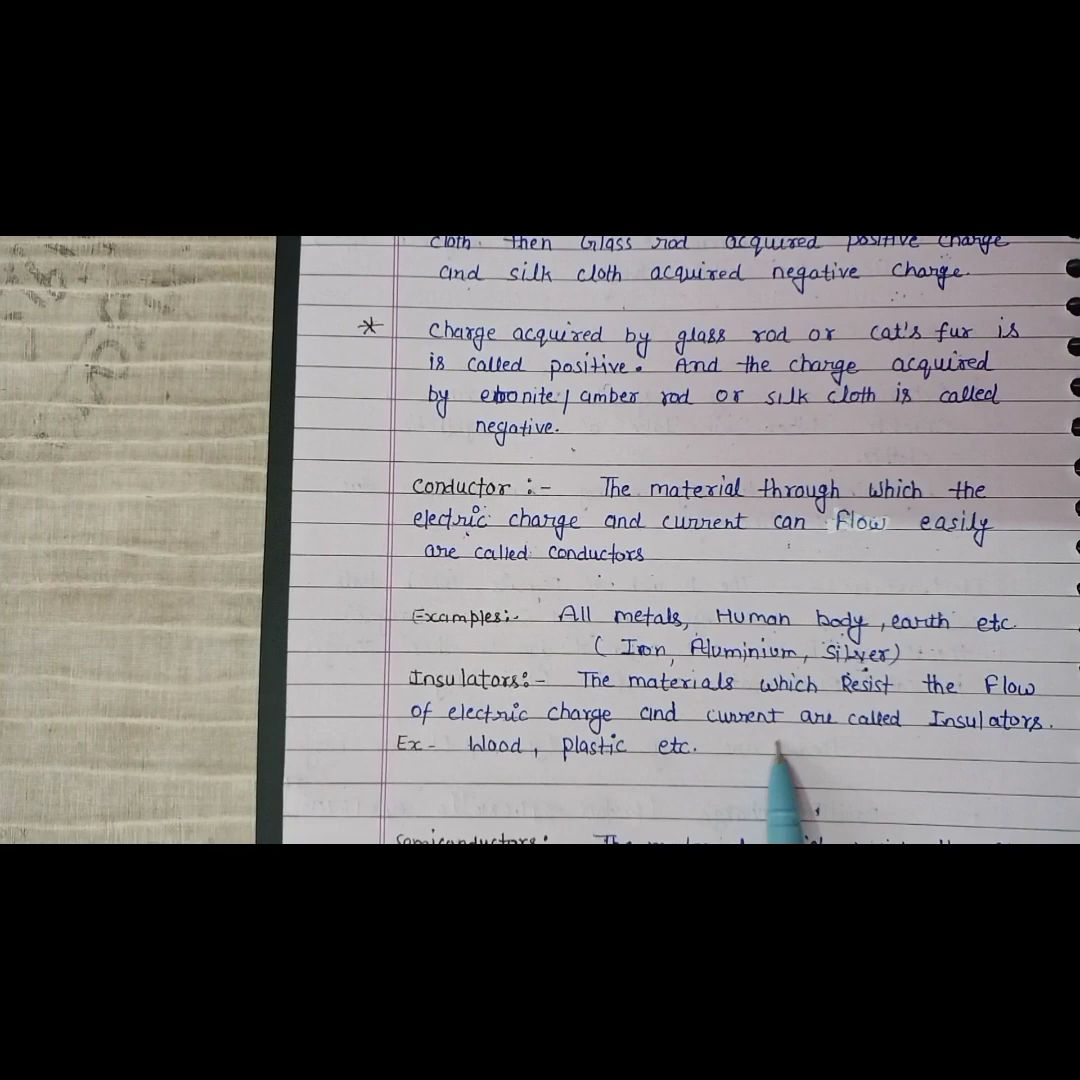 cloth. then Glass rod acquired positive charge
and silk cloth acquired negative charge.
* Charge acquired by glass rod or cat's fur is
is called positive. And the charge acquired
by ebonite / amber rod or silk cloth is called
negative.
Conductor :- The material through which the
electric charge and current can Flow easily
are called conductors
Examples:- All metals, Human body, earth etc.
( Iron, Aluminium, Silver)
Insulators:- The materials which Resist the Flow
of electric charge and current are called Insulators.
Ex- Wood, plastic etc.
Semiconductors: